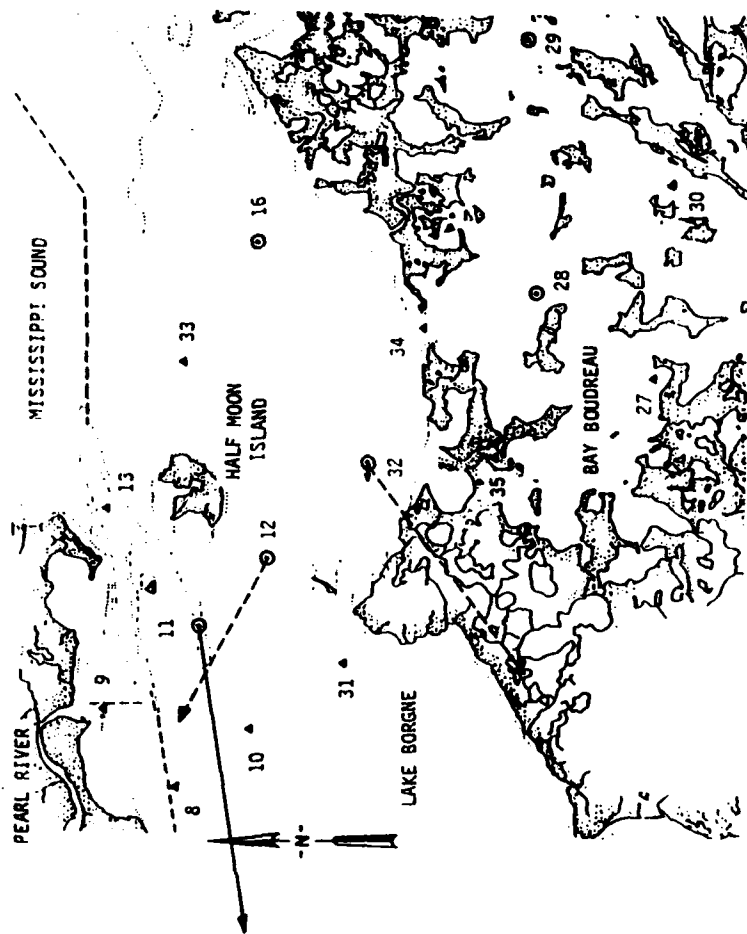 MISSISSIPPI SOUND
PEARL RIVER
9
13
33
16
HALF MOON
ISLAND
11
12
8
10
-N-
31
LAKE BORGNE
32
34
35
28
29
BAY BOUDREAU
27
30